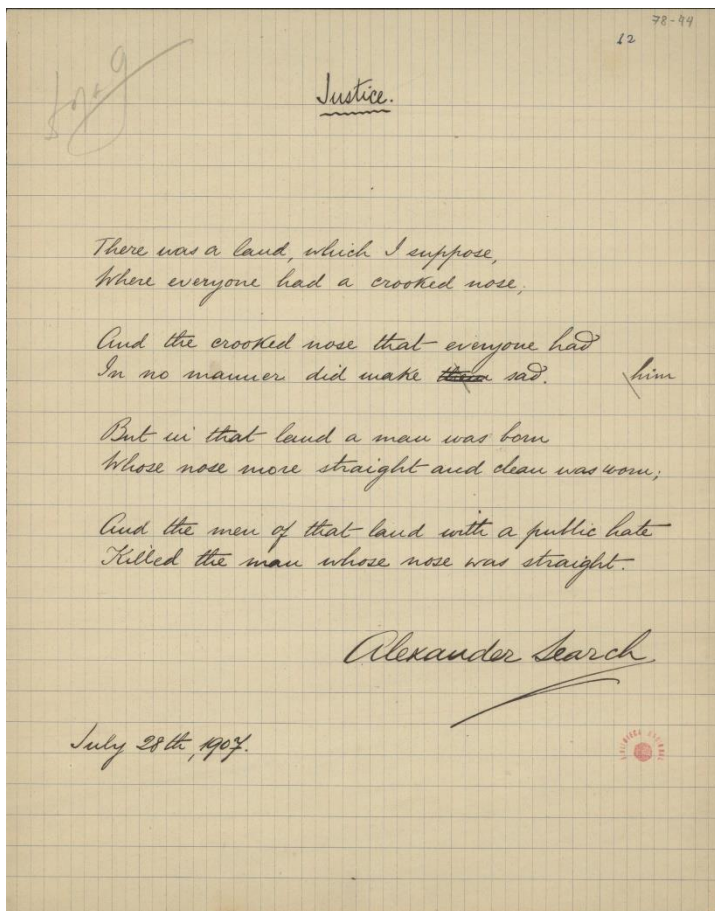 78-44
12
Justice.
There was a land, which I suppose,
Where everyone had a crooked nose;
And the crooked nose that everyone had
In no manner did make them sad. \him
But in that land a man was born
Whose nose more straight and clean was worn;
And the men of that land with a public hate
Killed the man whose nose was straight.
Alexander Search
July 28th, 1907.